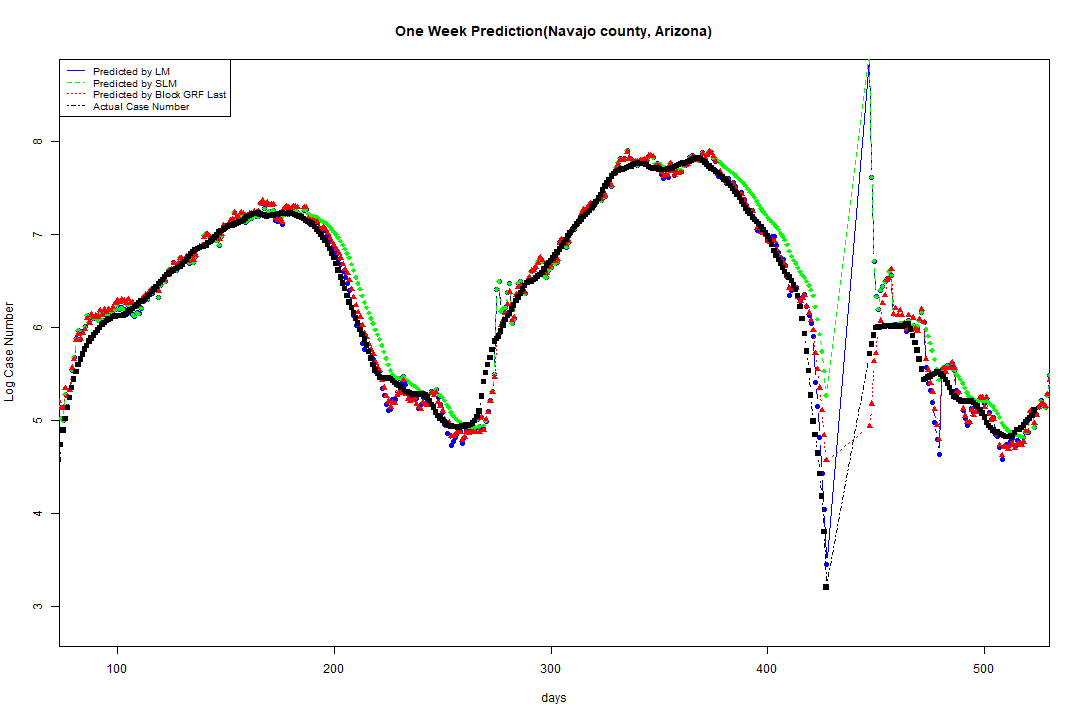 One Week Prediction(Navajo county, Arizona)
Predicted by LM
Predicted by SLM
Predicted by Block GRF Last
Actual Case Number
8
7
6
5
4
3
Log Case Number
100 200 300 400 500
days